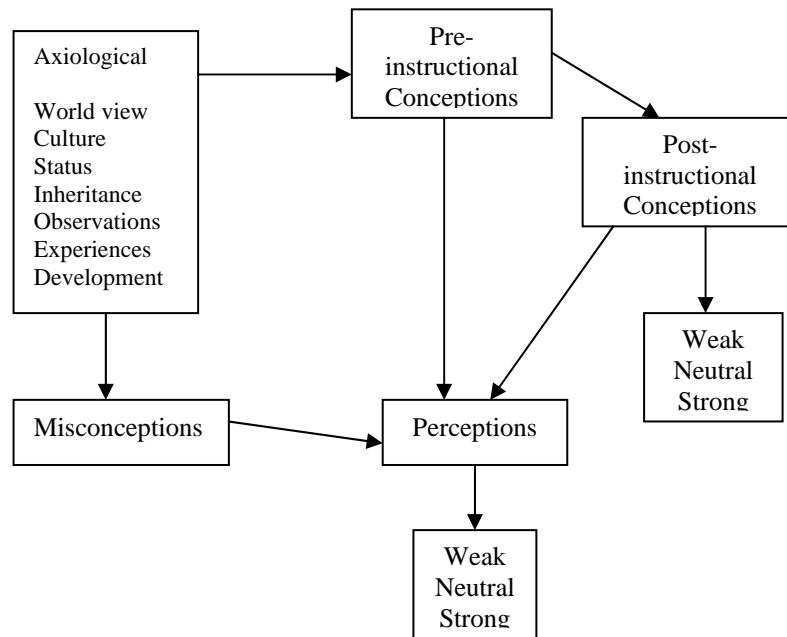 Axiological
World view
Culture
Status
Inheritance
Observations
Experiences
Development
Pre-
instructional
Conceptions
Post-
instructional
Conceptions
Weak
Neutral
Strong
Misconceptions
Perceptions
Weak
Neutral
Strong